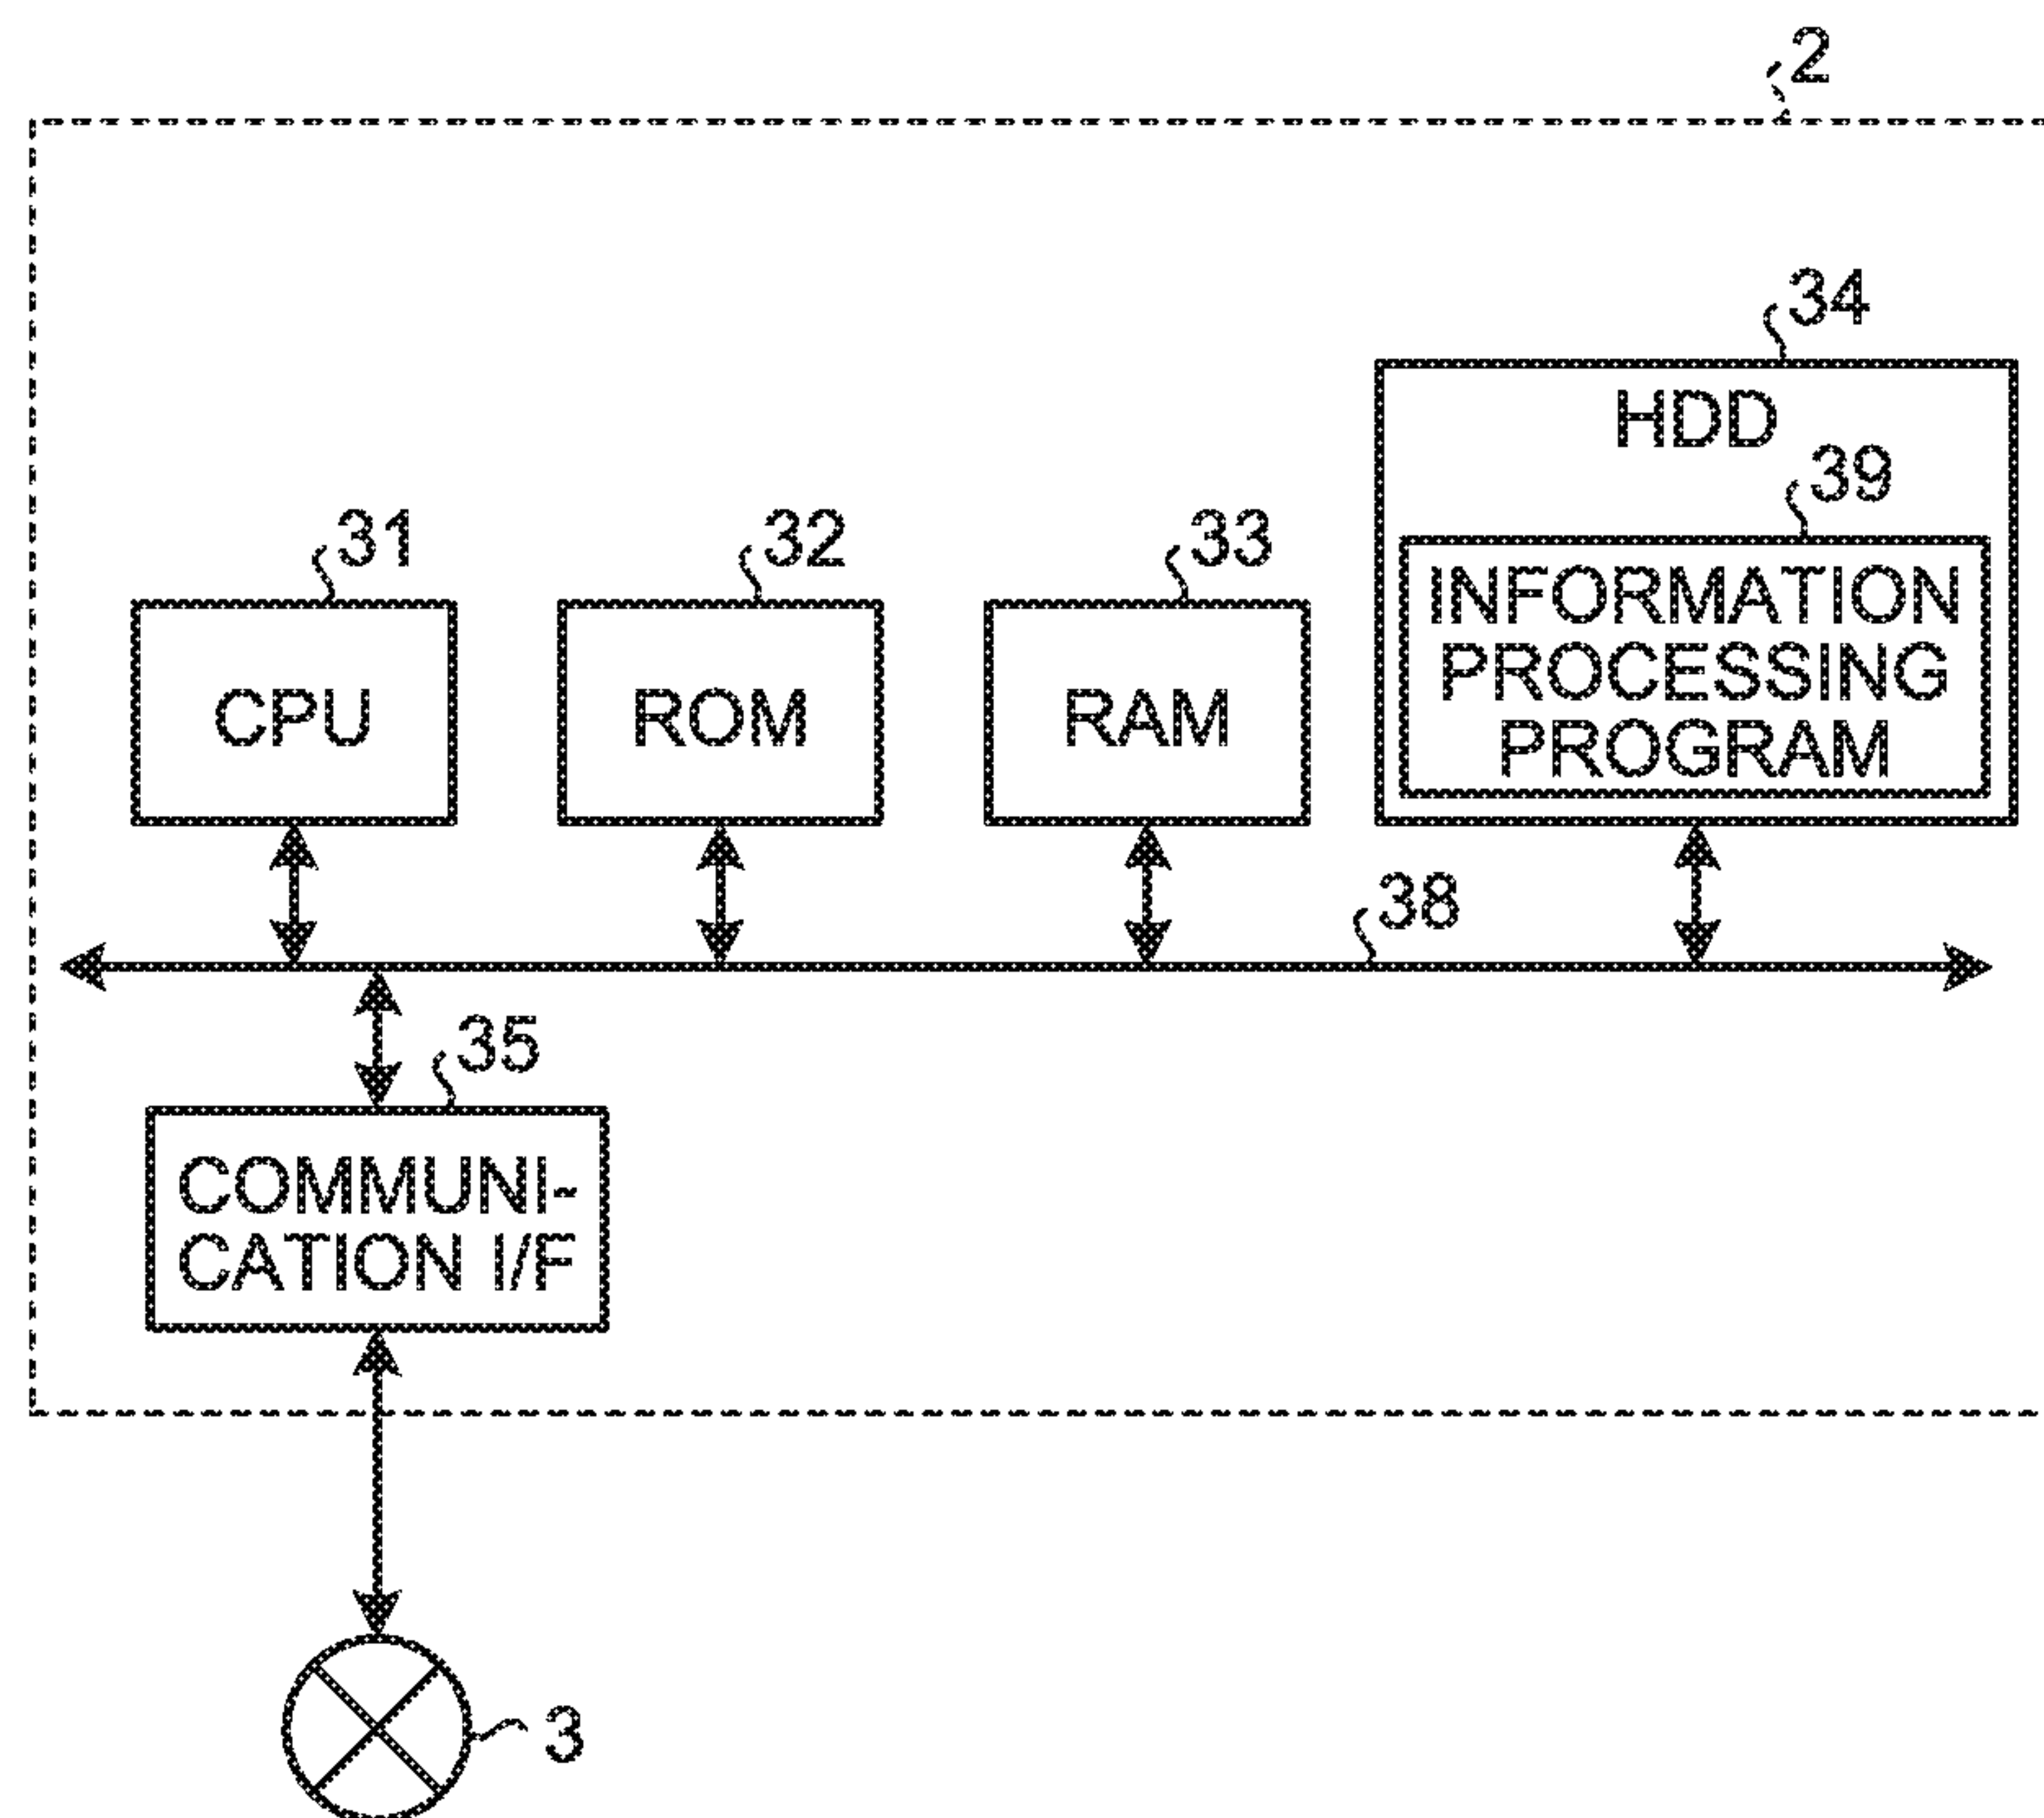 2
34
HDD
39
INFORMATION
PROCESSING
PROGRAM
31
CPU
32
ROM
33
RAM
38
35
COMMUNI-
CATION I/F
3